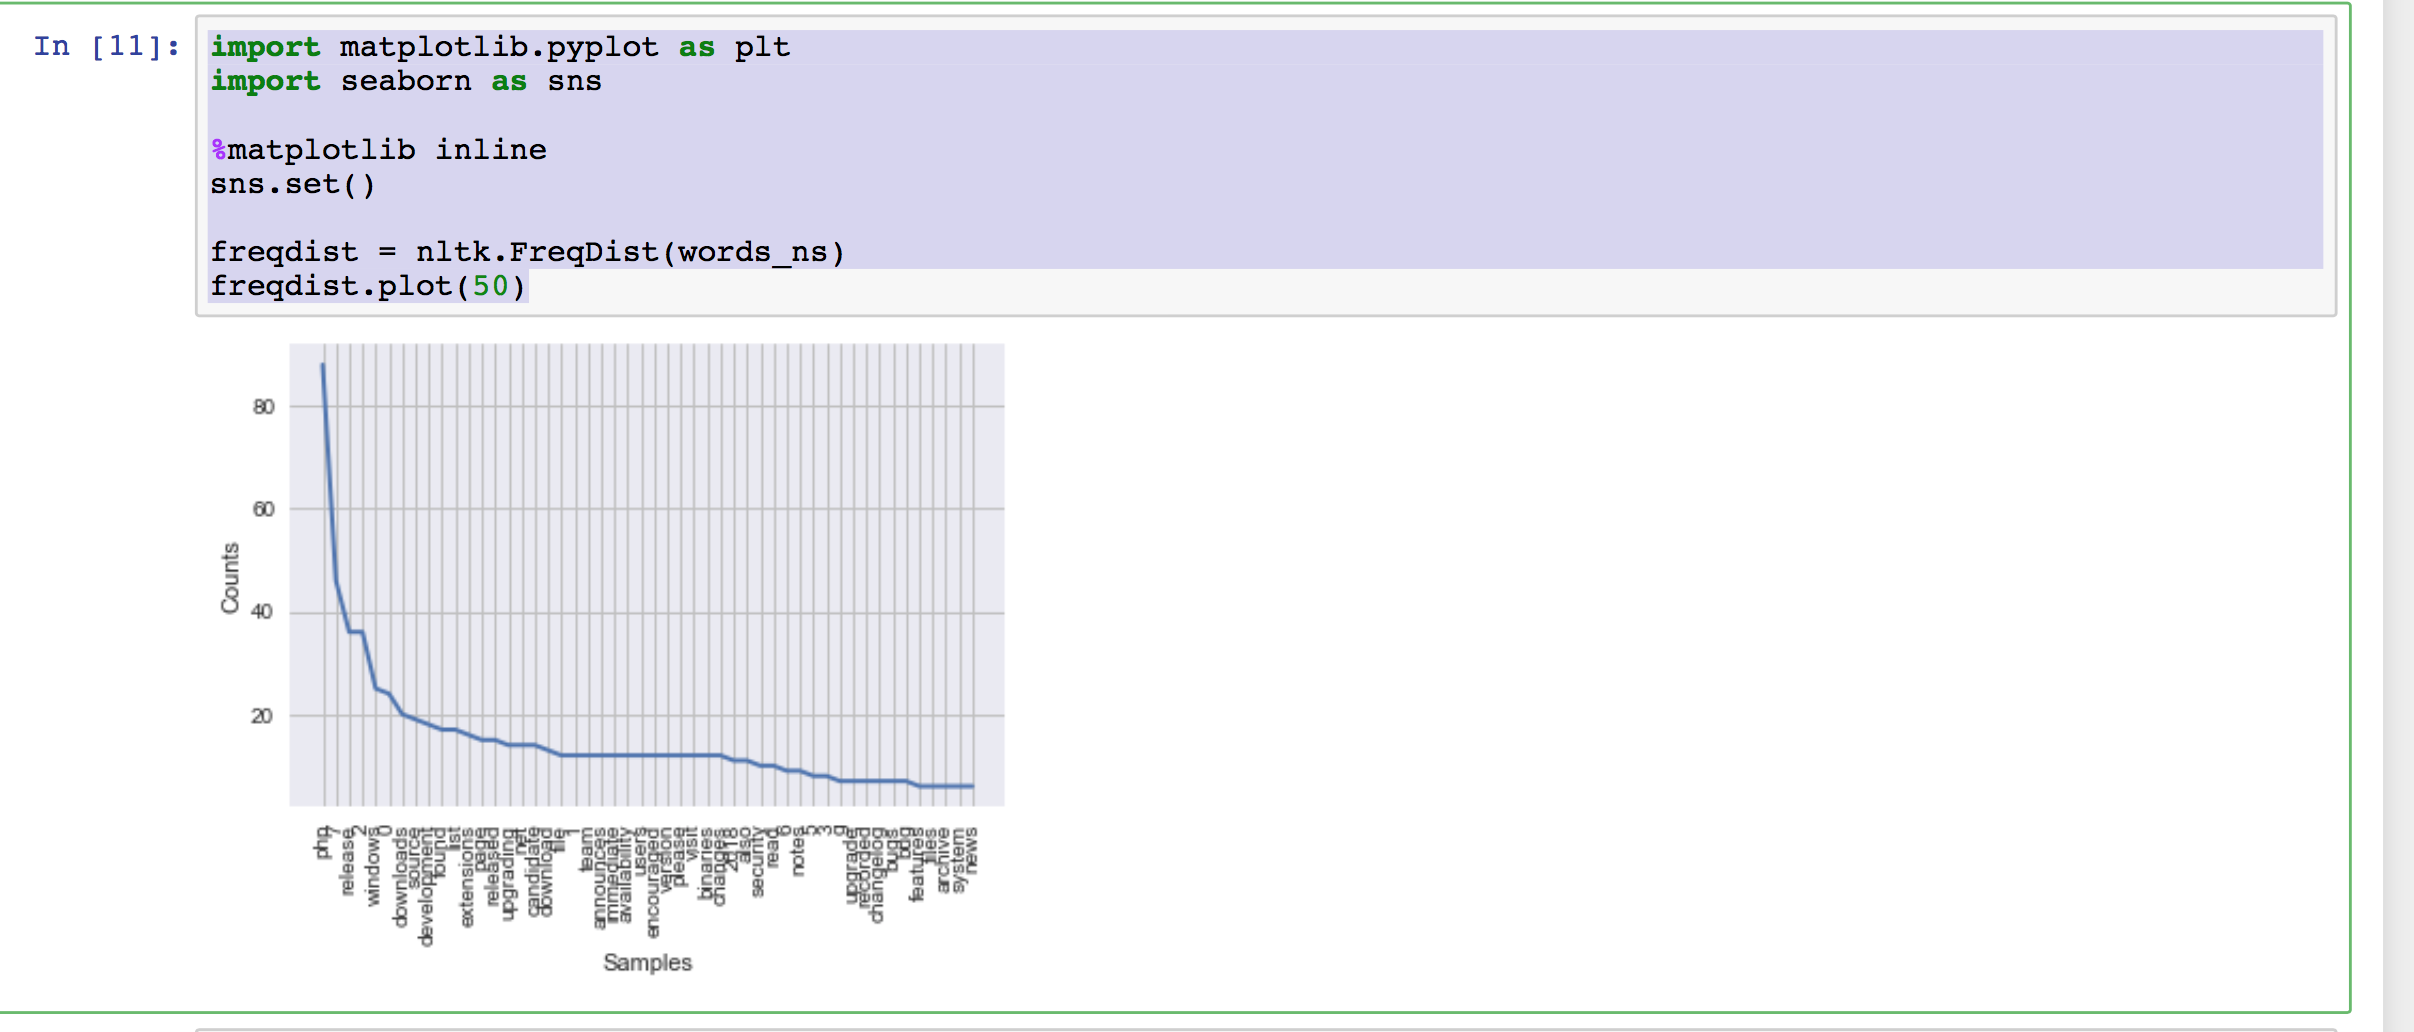 In [11]:
import matplotlib.pyplot as plt
import seaborn as sns
%matplotlib inline
sns.set()
freqdist = nltk.FreqDist(words_ns)
freqdist.plot(50)
80
60
40
20
Counts
php
7
release
2
windows
0
downloads
source
development
found
list
extensions
page
released
upgrading
net
candidate
download
file
1
team
announces
immediate
availability
users
encouraged
version
please
visit
binaries
changes
2018
also
security
read
6
notes
5
x
3
g
upgrade
recorded
changelog
bugs
bug
features
files
archive
system
news
Samples